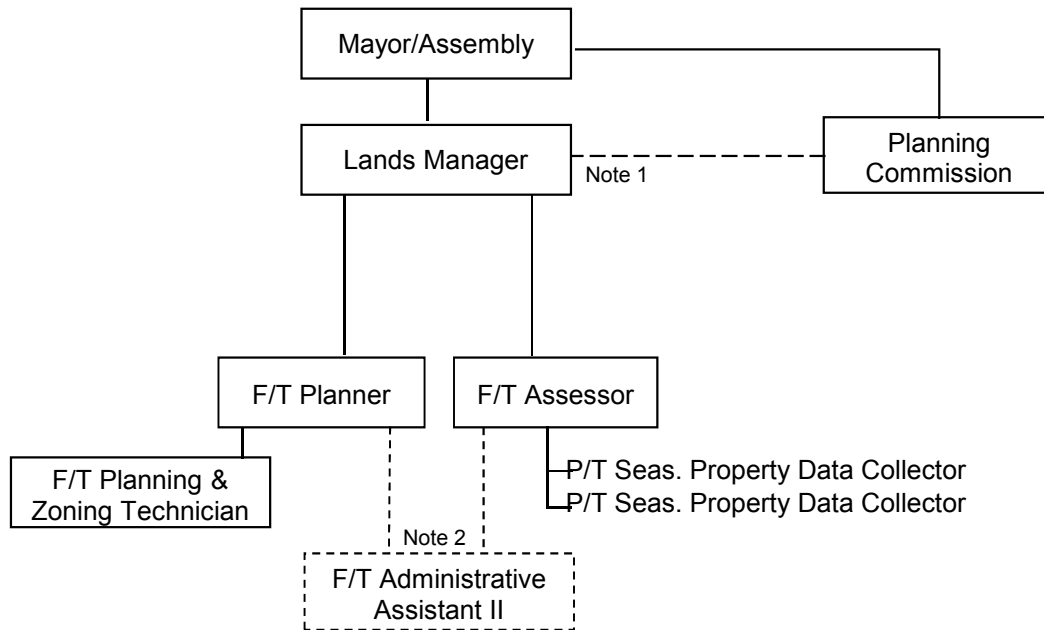 Mayor/Assembly
Lands Manager
Note 1
Planning
Commission
F/T Planner
F/T Assessor
F/T Planning &
Zoning Technician
P/T Seas. Property Data Collector
P/T Seas. Property Data Collector
Note 2
F/T Administrative
Assistant II